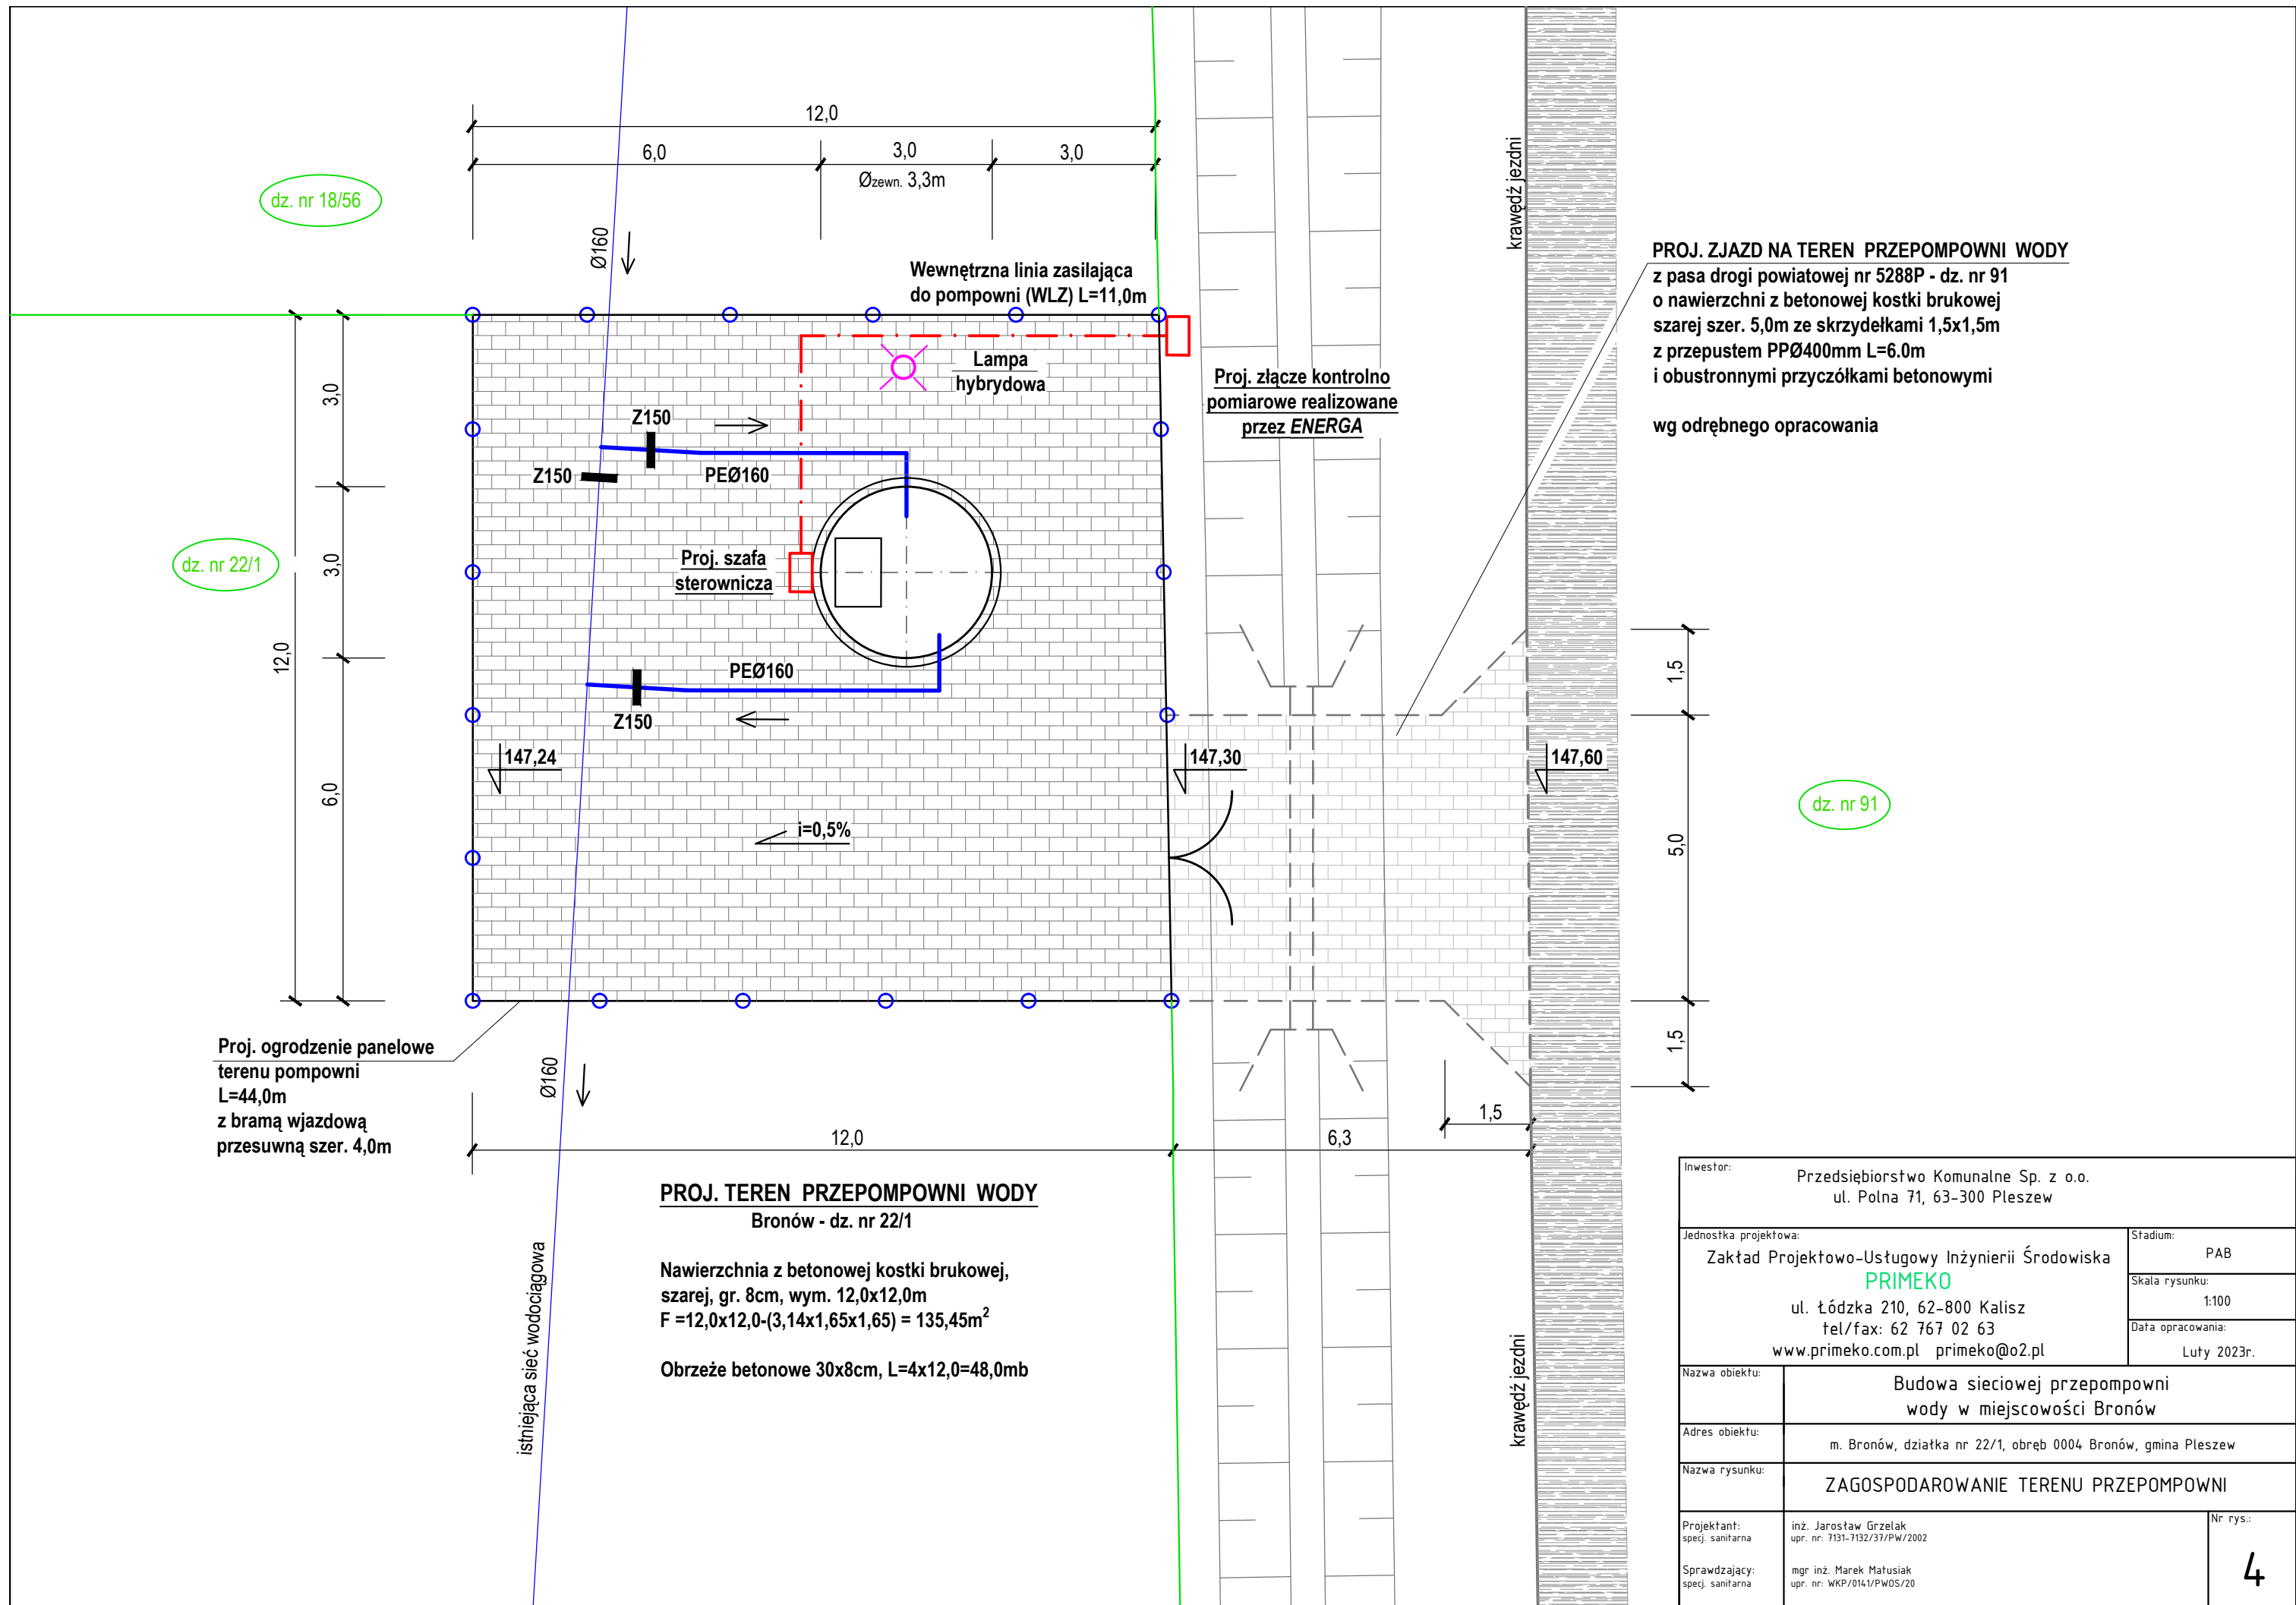 12,0
6,0
3,0
3,0
Øzewn. 3,3m
dz. nr 18/56
Ø160
krawędź jezdni
Wewnętrzna linia zasilająca
do pompowni (WLZ) L=11,0m
PROJ. ZJAZD NA TEREN PRZEPOMPOWNI WODY
z pasa drogi powiatowej nr 5288P - dz. nr 91
o nawierzchni z betonowej kostki brukowej
szarej szer. 5,0m ze skrzydełkami 1,5x1,5m
z przepustem PPØ400mm L=6.0m
i obustronnymi przyczółkami betonowymi
wg odrębnego opracowania
Lampa
hybrydowa
Proj. złącze kontrolno
pomiarowe realizowane
przez ENERGA
3,0
Z150
Z150
PEØ160
dz. nr 22/1
3,0
Proj. szafa
sterownicza
12,0
PEØ160
Z150
1,5
147,24
147,30
147,60
6,0
i=0,5%
5,0
dz. nr 91
Proj. ogrodzenie panelowe
terenu pompowni
L=44,0m
z bramą wjazdową
przesuwną szer. 4,0m
Ø160
1,5
1,5
12,0
6,3
PROJ. TEREN PRZEPOMPOWNI WODY
Bronów - dz. nr 22/1
Nawierzchnia z betonowej kostki brukowej,
szarej, gr. 8cm, wym. 12,0x12,0m
F =12,0x12,0-(3,14x1,65x1,65) = 135,45m²
Obrzeże betonowe 30x8cm, L=4x12,0=48,0mb
istniejąca sieć wodociągowa
krawędź jezdni
Inwestor:
Przedsiębiorstwo Komunalne Sp. z o.o.
ul. Polna 71, 63-300 Pleszew
Jednostka projektowa:
Zakład Projektowo-Usługowy Inżynierii Środowiska
PRIMEKO
ul. Łódzka 210, 62-800 Kalisz
tel/fax: 62 767 02 63
www.primeko.com.pl primeko@o2.pl
Stadium:
PAB
Skala rysunku:
1:100
Data opracowania:
Luty 2023r.
Nazwa obiektu:
Budowa sieciowej przepompowni
wody w miejscowości Bronów
Adres obiektu:
m. Bronów, działka nr 22/1, obręb 0004 Bronów, gmina Pleszew
Nazwa rysunku:
ZAGOSPODAROWANIE TERENU PRZEPOMPOWNI
Projektant:
specj. sanitarna
inż. Jarosław Grzelak
upr. nr: 7131-7132/37/PW/2002
Sprawdzający:
specj. sanitarna
mgr inż. Marek Matusiak
upr. nr: WKP/0141/PWOS/20
Nr rys.:
4